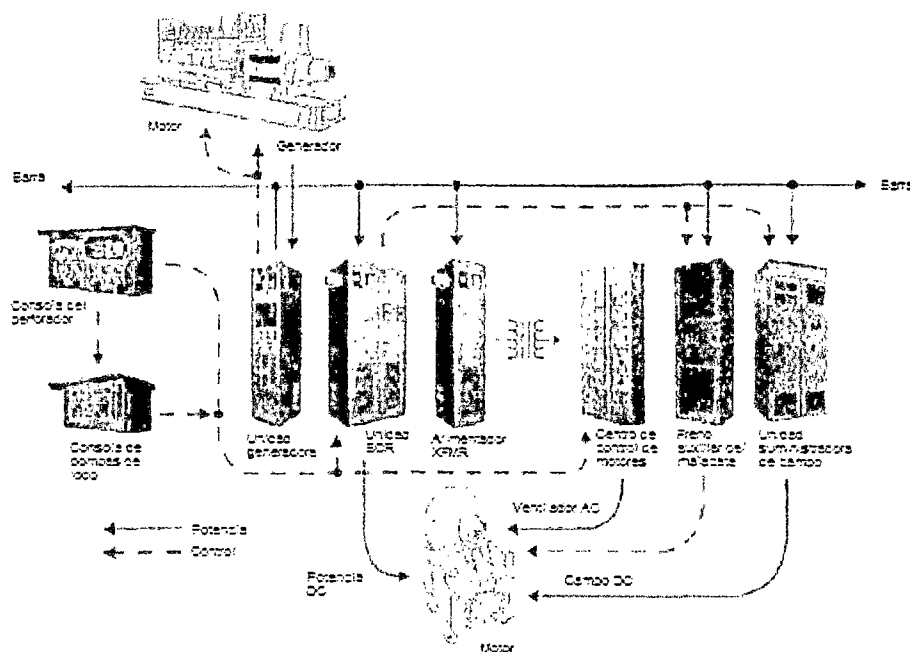 Motor
Generador
Barra
Barra
Consola del
perforador
Consola de
bombas de
lodo
Unidad
generadora
Unidad
SCR
Alimentador
XFMR
Centro de
control de
motores
Freno
auxiliar del
malacate
Unidad
suministradora
de campo
Potencia
Control
Ventilador AC
Potencia
DC
Campo DC
Motor